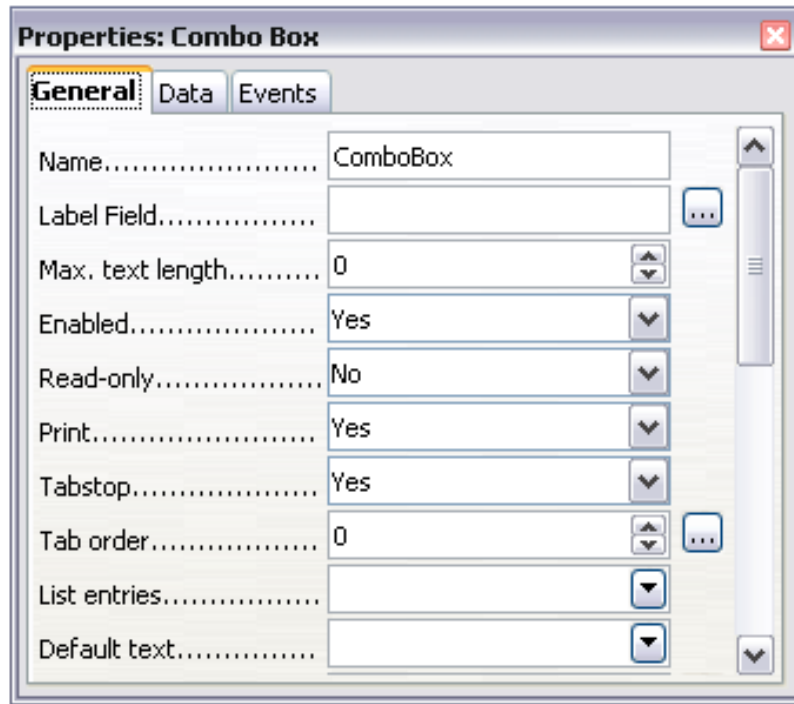 Properties: Combo Box
General Data Events
Name....................... ComboBox
Label Field.................
Max. text length.......... 0
Enabled.................... Yes
Read-only.................. No
Print........................ Yes
Tabstop.................... Yes
Tab order.................. 0
List entries.................
Default text...............